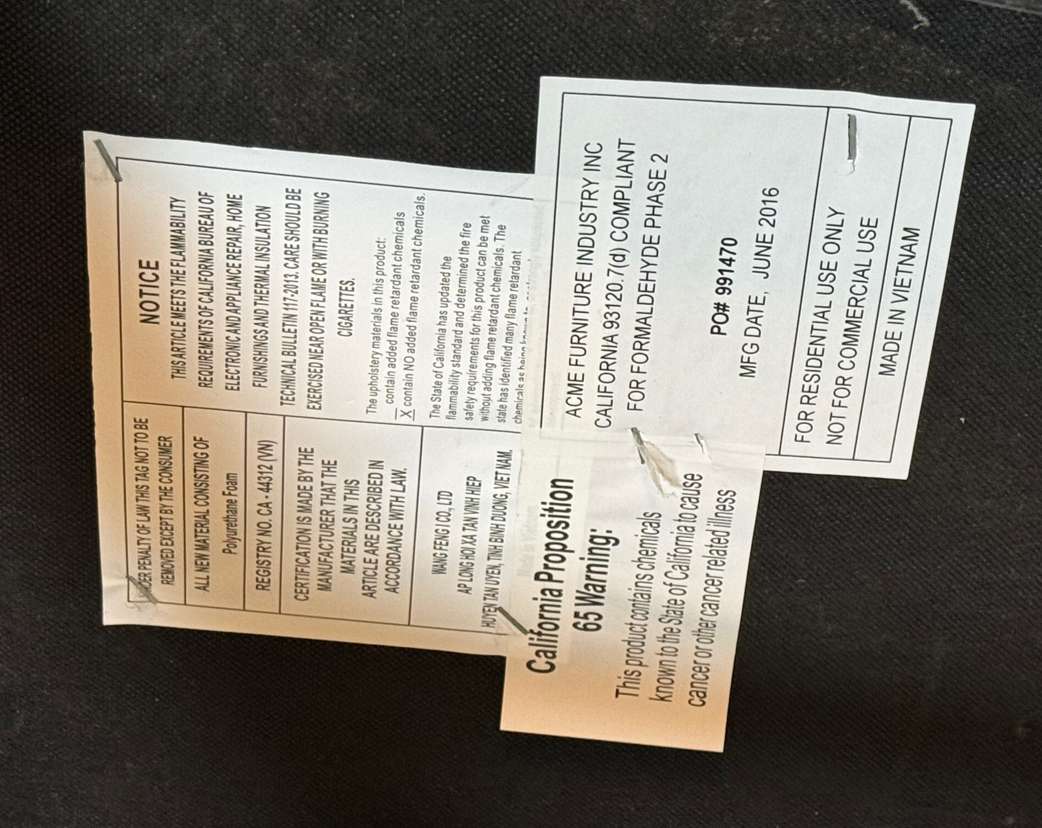 UNDER PENALTY OF LAW THIS TAG NOT TO BE
REMOVED EXCEPT BY THE CONSUMER
ALL NEW MATERIAL CONSISTING OF
Polyurethane Foam
REGISTRY NO. CA - 44312 (VN)
CERTIFICATION IS MADE BY THE
MANUFACTURER THAT THE
MATERIALS IN THIS
ARTICLE ARE DESCRIBED IN
ACCORDANCE WITH LAW.
WANG FENG I CO., LTD
AP LONG HOI XA TAN VINH HIEP
HUYEN TAN UYEN, TINH BINH DUONG, VIET NAM.
NOTICE
THIS ARTICLE MEETS THE FLAMMABILITY
REQUIREMENTS OF CALIFORNIA BUREAU OF
ELECTRONIC AND APPLIANCE REPAIR, HOME
FURNISHINGS AND THERMAL INSULATION
TECHNICAL BULLETIN 117-2013. CARE SHOULD BE
EXERCISED NEAR OPEN FLAME OR WITH BURNING
CIGARETTES.
The upholstery materials in this product:
contain added flame retardant chemicals
X contain NO added flame retardant chemicals.
The State of California has updated the
flammability standard and determined the fire
safety requirements for this product can be met
without adding flame retardant chemicals. The
state has identified many flame retardant
chemicals as being known to
California Proposition
65 Warning:
This product contains chemicals
known to the State of California to cause
cancer or other cancer related illness
ACME FURNITURE INDUSTRY INC
CALIFORNIA 93120.7(d) COMPLIANT
FOR FORMALDEHYDE PHASE 2
PO# 991470
MFG DATE, JUNE 2016
FOR RESIDENTIAL USE ONLY
NOT FOR COMMERCIAL USE
MADE IN VIETNAM